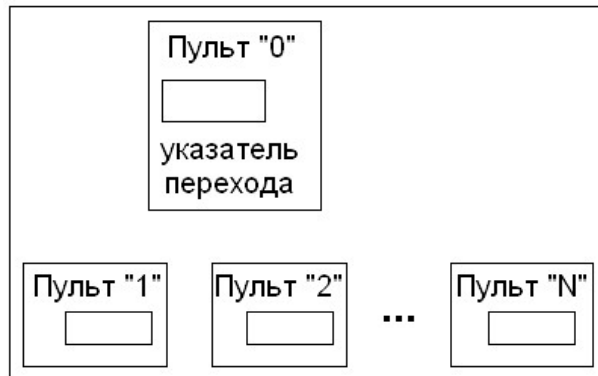 Пульт "0"
указатель
перехода
Пульт "1" Пульт "2" ... Пульт "N"